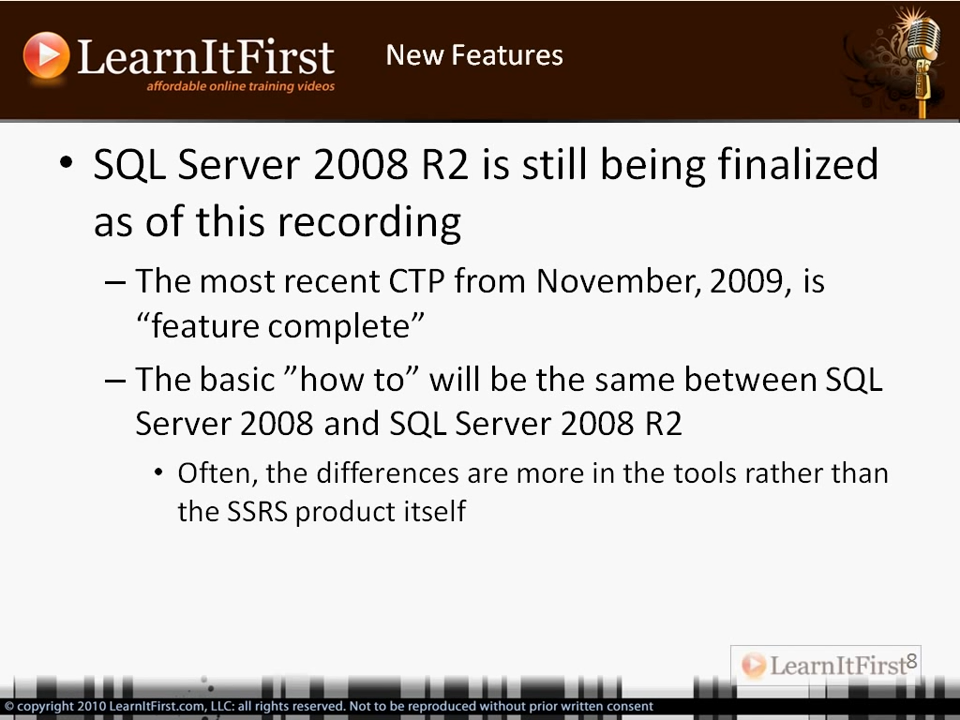 LearnItFirst
affordable online training videos
New Features
• SQL Server 2008 R2 is still being finalized
as of this recording
– The most recent CTP from November, 2009, is
“feature complete”
– The basic ”how to” will be the same between SQL
Server 2008 and SQL Server 2008 R2
• Often, the differences are more in the tools rather than
the SSRS product itself
LearnItFirst
8
© copyright 2010 LearnItFirst.com, LLC: all rights reserved. Not to be reproduced without prior written consent